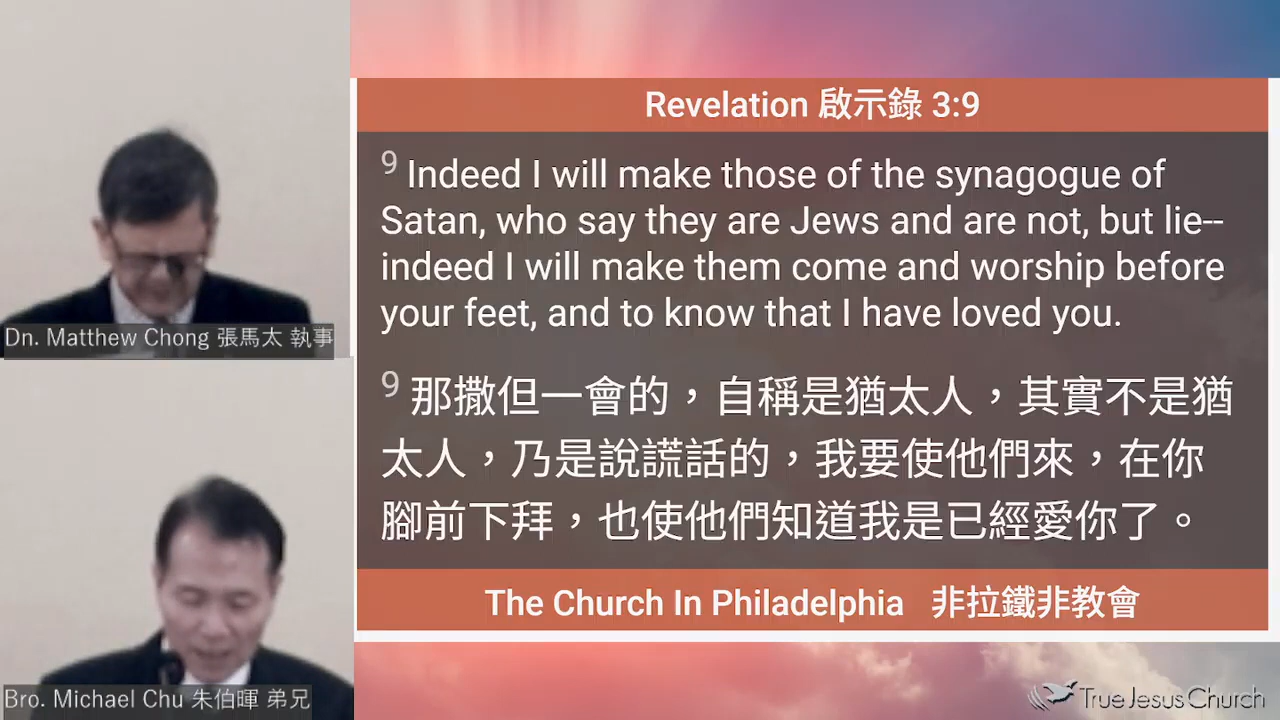 Dn. Matthew Chong 張馬太 執事
Bro. Michael Chu 朱伯暉 弟兄
Revelation 啟示錄 3:9
9 Indeed I will make those of the synagogue of
Satan, who say they are Jews and are not, but lie--
indeed I will make them come and worship before
your feet, and to know that I have loved you.
9 那撒但一會的，自稱是猶太人，其實不是猶
太人，乃是說謊話的，我要使他們來，在你
腳前下拜，也使他們知道我是已經愛你了。
The Church In Philadelphia 非拉鐵非教會
True Jesus Church